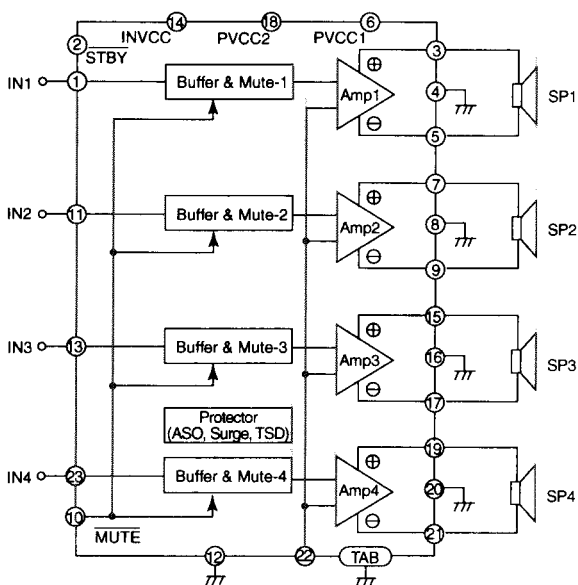 14 18 6
INVCC PVCC2 PVCC1
2
STBY
3
IN1 1 Buffer & Mute-1 ⊕ Amp1 ⊖ 4 SP1
5
7
IN2 11 Buffer & Mute-2 ⊕ Amp2 ⊖ 8 SP2
9
15
IN3 13 Buffer & Mute-3 ⊕ Amp3 ⊖ 16 SP3
17
Protector
(ASO, Surge, TSD)
19
IN4 23 Buffer & Mute-4 ⊕ Amp4 ⊖ 20 SP4
10 MUTE 21
12 22 TAB